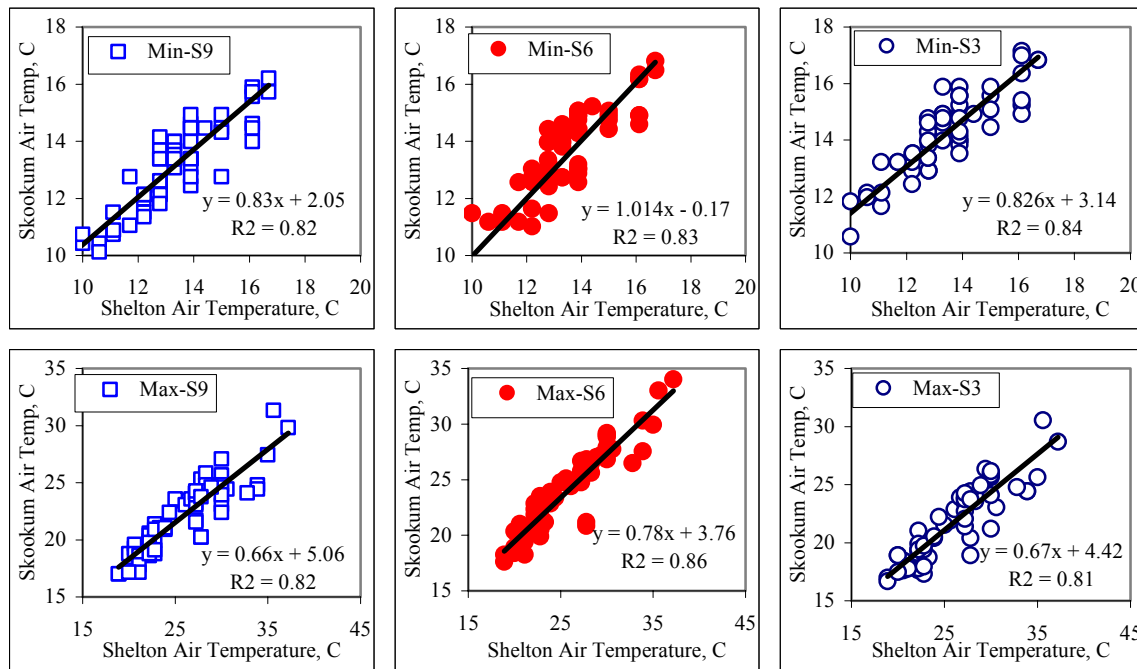 Skookum Air Temp, C
18
16
14
12
10
Min-S9
y = 0.83x + 2.05
R2 = 0.82
10 12 14 16 18 20
Shelton Air Temperature, C
Skookum Air Temp, C
18
16
14
12
10
Min-S6
y = 1.014x - 0.17
R2 = 0.83
10 12 14 16 18 20
Shelton Air Temperature, C
Skookum Air Temp, C
18
16
14
12
10
Min-S3
y = 0.826x + 3.14
R2 = 0.84
10 12 14 16 18 20
Shelton Air Temperature, C
Skookum Air Temp, C
35
30
25
20
15
Max-S9
y = 0.66x + 5.06
R2 = 0.82
15 25 35 45
Shelton Air Temperature, C
Skookum Air Temp, C
35
30
25
20
15
Max-S6
y = 0.78x + 3.76
R2 = 0.86
15 25 35 45
Shelton Air Temperature, C
Skookum Air Temp, C
35
30
25
20
15
Max-S3
y = 0.67x + 4.42
R2 = 0.81
15 25 35 45
Shelton Air Temperature, C